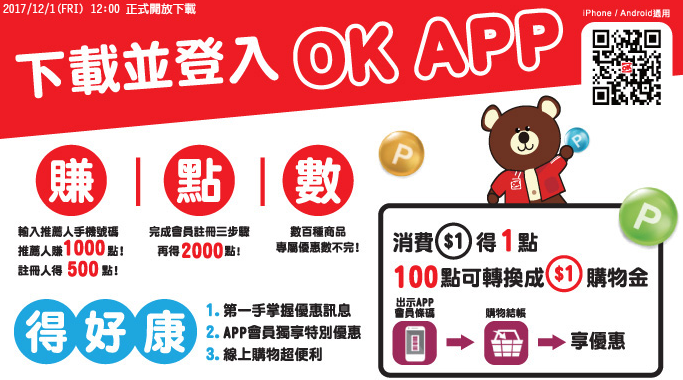 2017/12/1(FRI) 12:00 正式開放下載
iPhone / Android適用
下載並登入 OK APP
賺 | 點 | 數
輸入推薦人手機號碼
推薦人賺1000點!
註冊人得 500 點!
完成會員註冊三步驟
再得2000點!
數百種商品
專屬優惠數不完!
P
P
P
消費 $1 得 1 點
100點可轉換成 $1 購物金
出示APP
會員條碼
購物結帳
享優惠
得好康
1. 第一手掌握優惠訊息
2. APP會員獨享特別優惠
3. 線上購物超便利